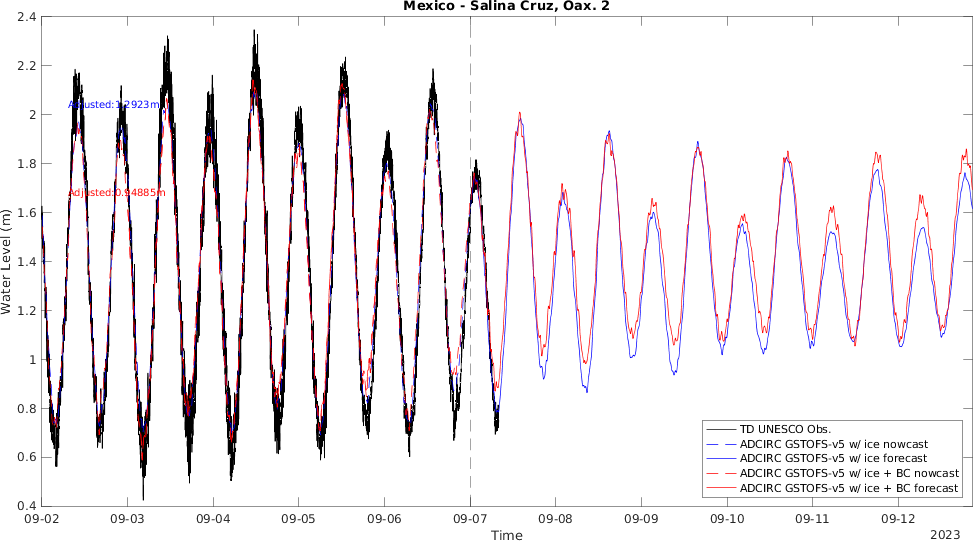 Mexico - Salina Cruz, Oax. 2
2.4
2.2
2
1.8
1.6
1.4
1.2
1
0.8
0.6
0.4
Water Level (m)
Adjusted:1.2923m
Adjusted:0.94885m
TD UNESCO Obs.
ADCIRC GSTOFS-v5 w/ ice nowcast
ADCIRC GSTOFS-v5 w/ ice forecast
ADCIRC GSTOFS-v5 w/ ice + BC nowcast
ADCIRC GSTOFS-v5 w/ ice + BC forecast
09-02 09-03 09-04 09-05 09-06 09-07 09-08 09-09 09-10 09-11 09-12
Time
2023